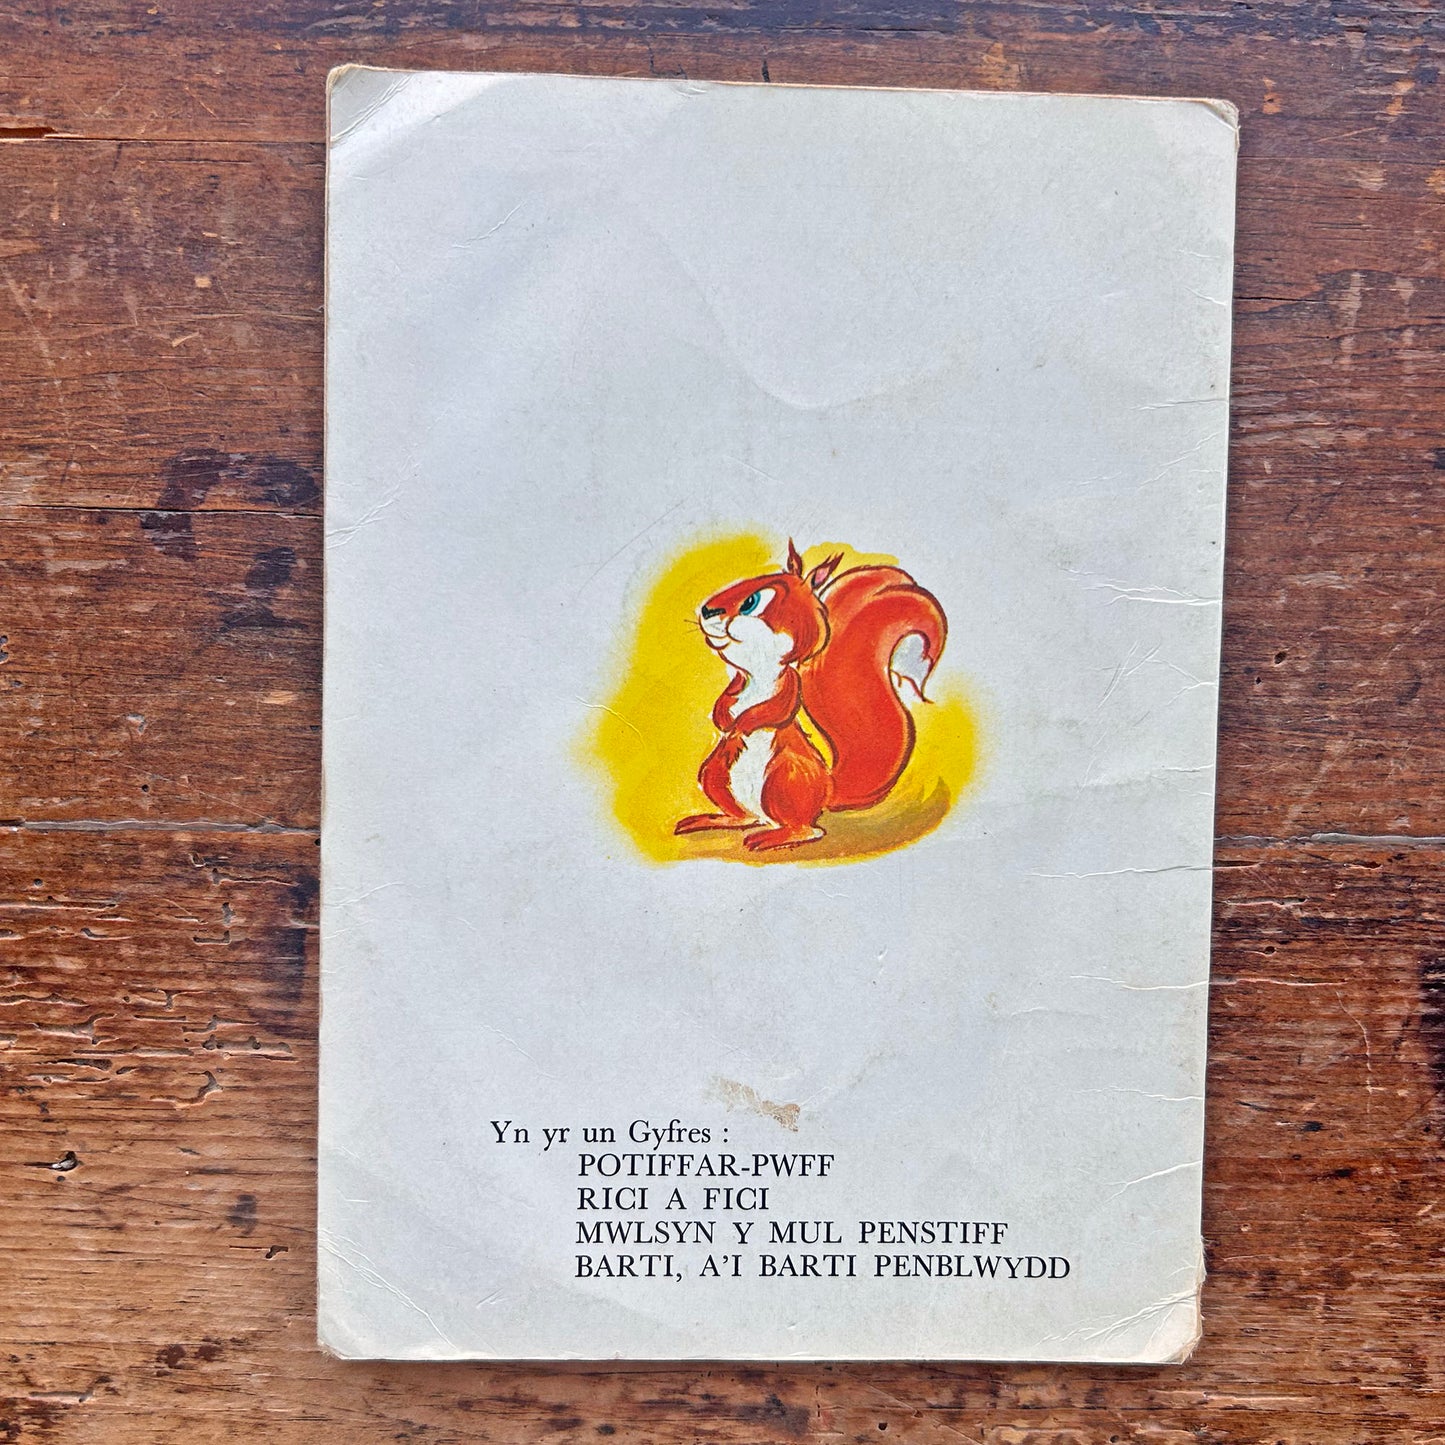 Yn yr un Gyfres :
POTIFFAR-PWFF
RICI A FICI
MWLSYN Y MUL PENSTIFF
BARTI, A'I BARTI PENBLWYDD